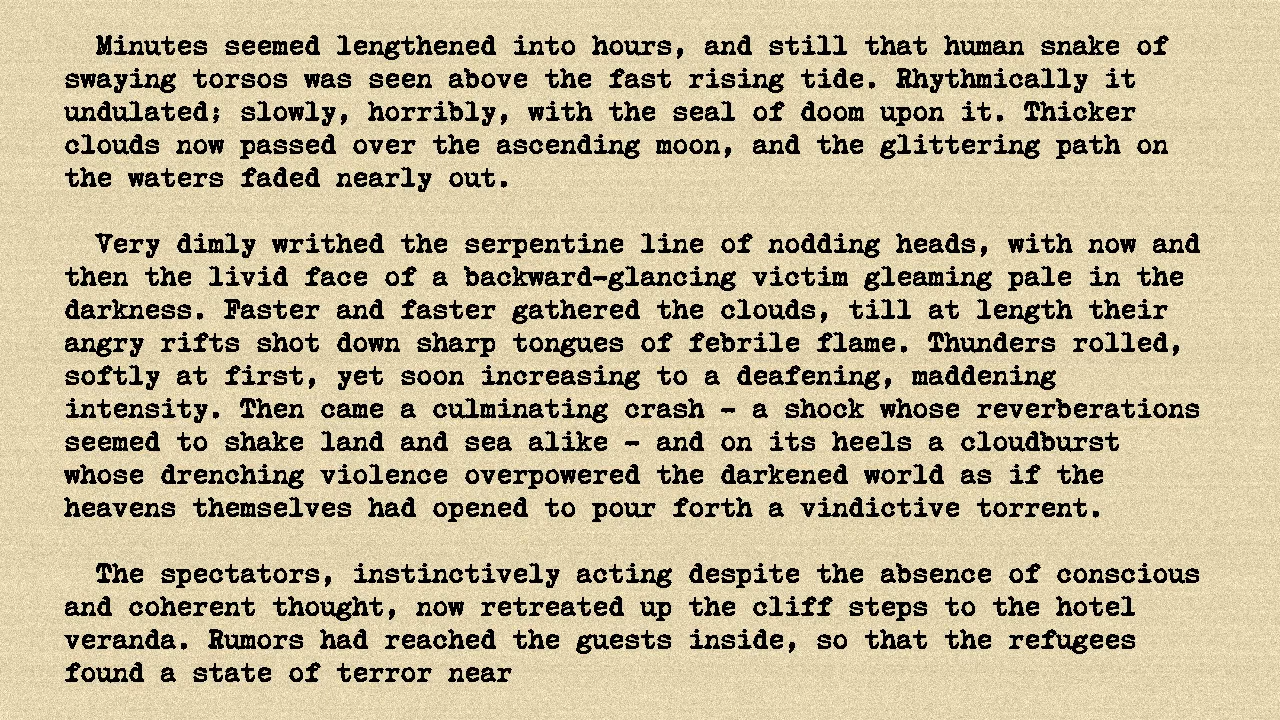 Minutes seemed lengthened into hours, and still that human snake of
swaying torsos was seen above the fast rising tide. Rhythmically it
undulated; slowly, horribly, with the seal of doom upon it. Thicker
clouds now passed over the ascending moon, and the glittering path on
the waters faded nearly out.
Very dimly writhed the serpentine line of nodding heads, with now and
then the livid face of a backward-glancing victim gleaming pale in the
darkness. Faster and faster gathered the clouds, till at length their
angry rifts shot down sharp tongues of febrile flame. Thunders rolled,
softly at first, yet soon increasing to a deafening, maddening
intensity. Then came a culminating crash – a shock whose reverberations
seemed to shake land and sea alike – and on its heels a cloudburst
whose drenching violence overpowered the darkened world as if the
heavens themselves had opened to pour forth a vindictive torrent.
The spectators, instinctively acting despite the absence of conscious
and coherent thought, now retreated up the cliff steps to the hotel
veranda. Rumors had reached the guests inside, so that the refugees
found a state of terror near